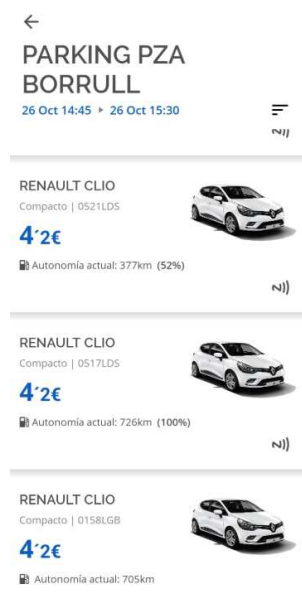 PARKING PZA
BORRULL
26 Oct 14:45 ▸ 26 Oct 15:30
RENAULT CLIO
Compacto | 0521LDS
4´2€
Autonomía actual: 377km (52%)
RENAULT CLIO
Compacto | 0517LDS
4´2€
Autonomía actual: 726km (100%)
RENAULT CLIO
Compacto | 0158LGB
4´2€
Autonomía actual: 705km